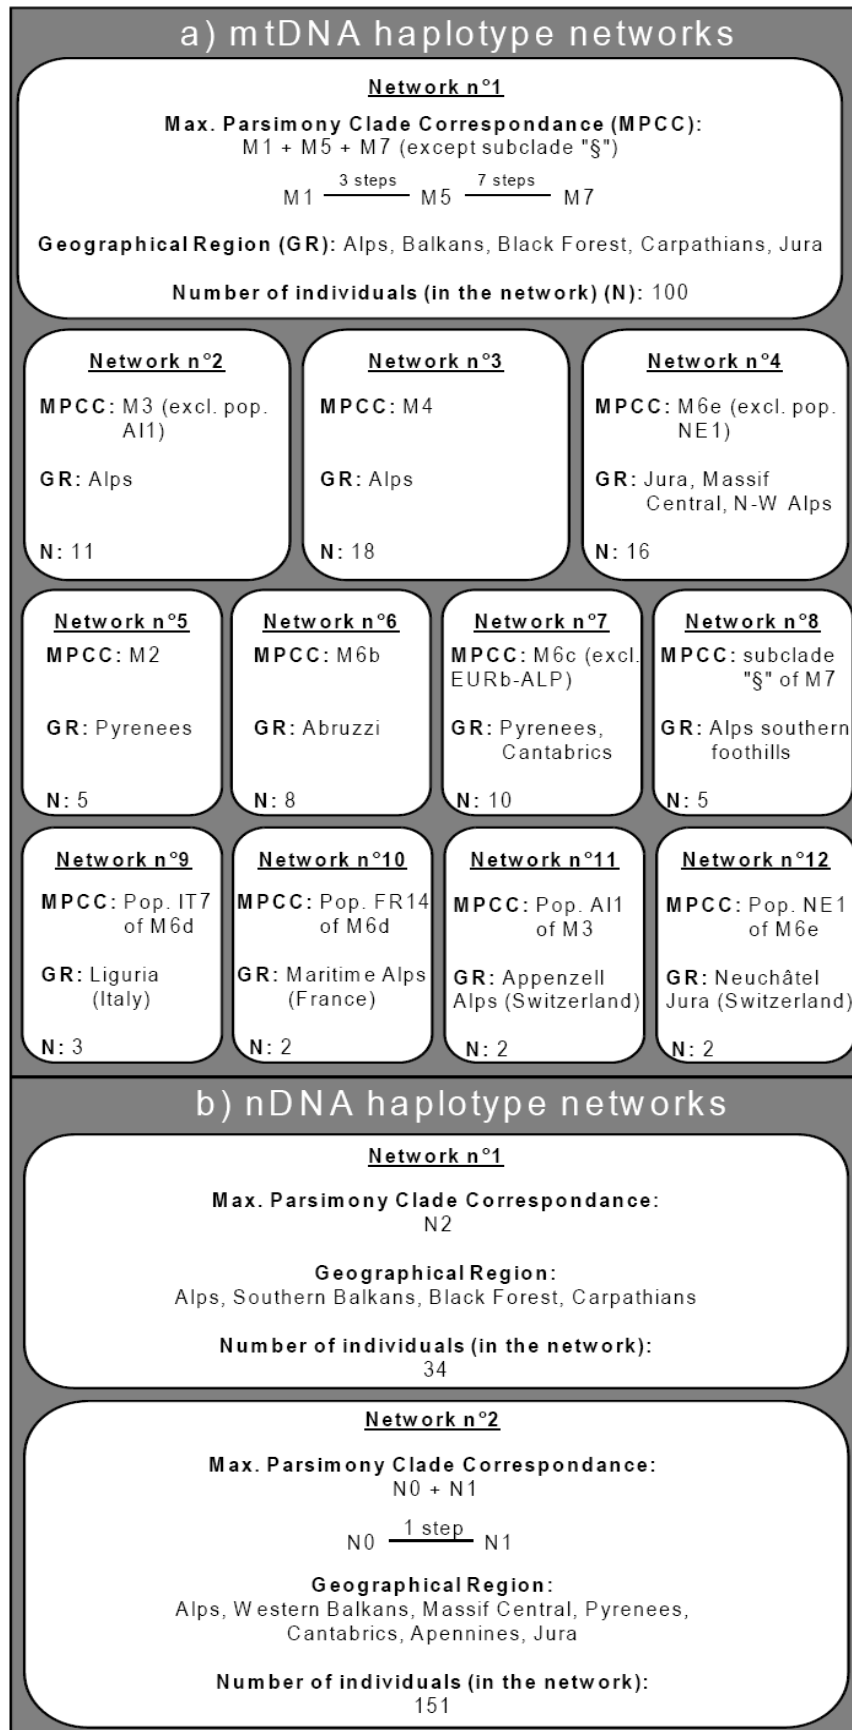 a) mtDNA haplotype networks
Network n°1
Max. Parsimony Clade Correspondance (MPCC):
M1 + M5 + M7 (except subclade "§")
3 steps 7 steps
M1 M5 M7
Geographical Region (GR): Alps, Balkans, Black Forest, Carpathians, Jura
Number of individuals (in the network) (N): 100
Network n°2
MPCC: M3 (excl. pop.
AI1)
GR: Alps
N: 11
Network n°3
MPCC: M4
GR: Alps
N: 18
Network n°4
MPCC: M6e (excl. pop.
NE1)
GR: Jura, Massif
Central, N-W Alps
N: 16
Network n°5
MPCC: M2
GR: Pyrenees
N: 5
Network n°6
MPCC: M6b
GR: Abruzzi
N: 8
Network n°7
MPCC: M6c (excl.
EURb-ALP)
GR: Pyrenees,
Cantabrics
N: 10
Network n°8
MPCC: subclade
"§" of M7
GR: Alps southern
foothills
N: 5
Network n°9
MPCC: Pop. IT7
of M6d
GR: Liguria
(Italy)
N: 3
Network n°10
MPCC: Pop. FR14
of M6d
GR: Maritime Alps
(France)
N: 2
Network n°11
MPCC: Pop. AI1
of M3
GR: Appenzell
Alps (Switzerland)
N: 2
Network n°12
MPCC: Pop. NE1
of M6e
GR: Neuchâtel
Jura (Switzerland)
N: 2
b) nDNA haplotype networks
Network n°1
Max. Parsimony Clade Correspondance:
N2
Geographical Region:
Alps, Southern Balkans, Black Forest, Carpathians
Number of individuals (in the network):
34
Network n°2
Max. Parsimony Clade Correspondance:
N0 + N1
1 step
N0 N1
Geographical Region:
Alps, Western Balkans, Massif Central, Pyrenees,
Cantabrics, Apennines, Jura
Number of individuals (in the network):
151